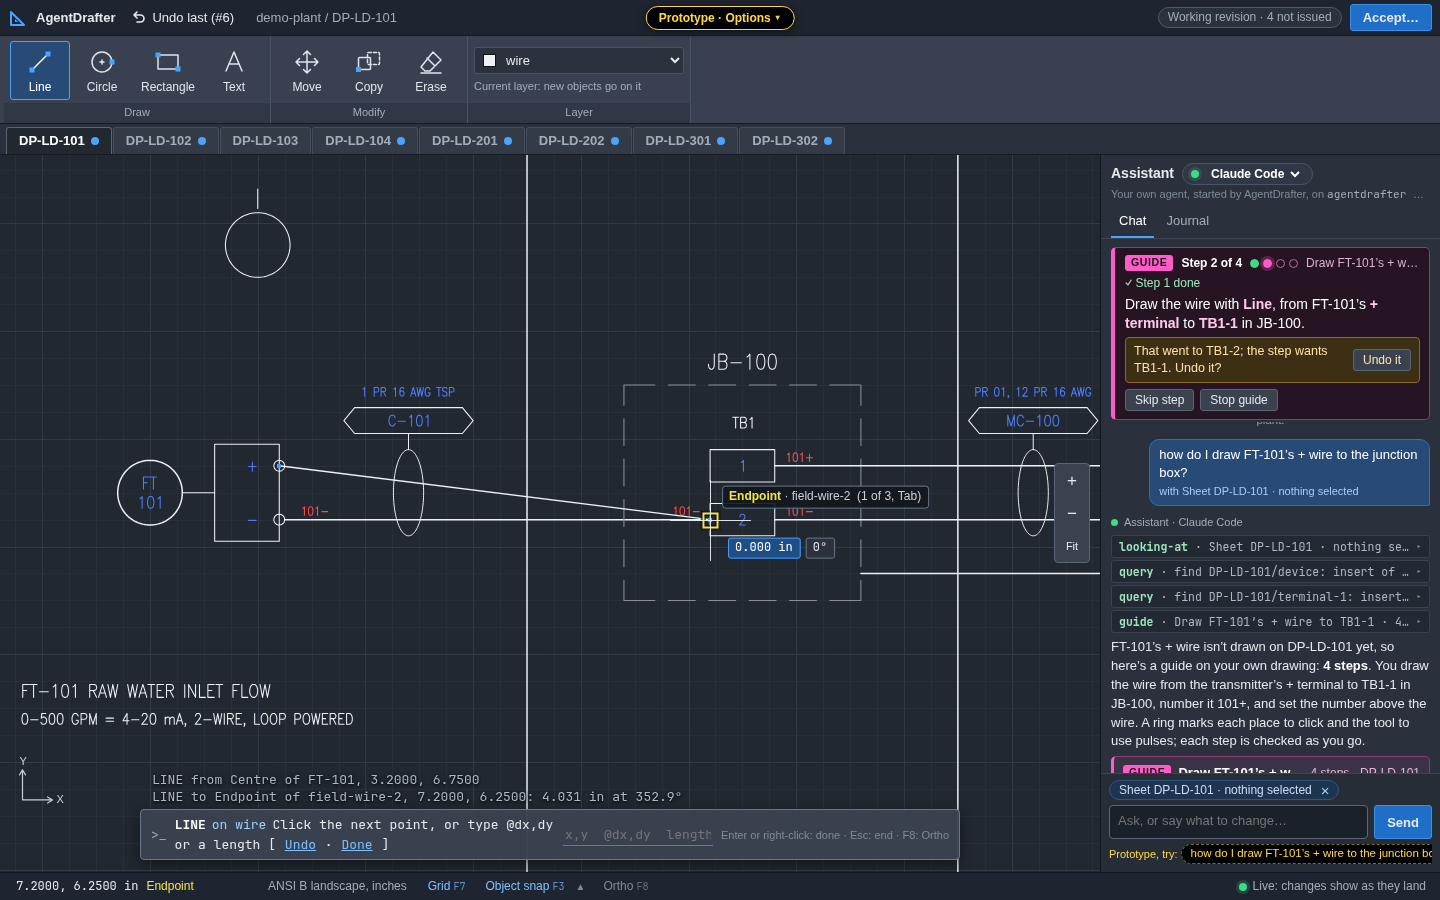 AgentDrafter
Undo last (#6)
demo-plant / DP-LD-101
Prototype · Options ▾
Working revision · 4 not issued
Accept…
Line
Circle
Rectangle
Text
Move
Copy
Erase
wire
Current layer: new objects go on it
Draw
Modify
Layer
DP-LD-101
DP-LD-102
DP-LD-103
DP-LD-104
DP-LD-201
DP-LD-202
DP-LD-301
DP-LD-302
JB-100
1 PR 16 AWG TSP
C-101
TB1
PR 01, 12 PR 16 AWG
MC-100
1
101+
FT
101
+
−
101−
101−
2
101−
Endpoint · field-wire-2 (1 of 3, Tab)
0.000 in
0°
+
−
Fit
FT-101 RAW WATER INLET FLOW
0-500 GPM = 4-20 mA, 2-WIRE, LOOP POWERED
Y
X
LINE from Centre of FT-101, 3.2000, 6.7500
LINE to Endpoint of field-wire-2, 7.2000, 6.2500: 4.031 in at 352.9°
>_
LINE on wire Click the next point, or type @dx,dy
or a length [ Undo · Done ]
x,y @dx,dy length
Enter or right-click: done · Esc: end · F8: Ortho
Assistant
Claude Code
Your own agent, started by AgentDrafter, on agentdrafter …
Chat
Journal
GUIDE Step 2 of 4
Draw FT-101’s + w…
✓ Step 1 done
Draw the wire with Line, from FT-101’s +
terminal to TB1-1 in JB-100.
That went to TB1-2; the step wants
TB1-1. Undo it?
Undo it
Skip step
Stop guide
plant.
how do I draw FT-101’s + wire to the junction
box?
with Sheet DP-LD-101 · nothing selected
Assistant · Claude Code
looking-at · Sheet DP-LD-101 · nothing se…
query · find DP-LD-101/device: insert of …
query · find DP-LD-101/terminal-1: insert…
guide · Draw FT-101’s + wire to TB1-1 · 4…
FT-101’s + wire isn’t drawn on DP-LD-101 yet, so
here’s a guide on your own drawing: 4 steps. You draw
the wire from the transmitter’s + terminal to TB1-1 in
JB-100, number it 101+, and set the number above the
wire. A ring marks each place to click and the tool to
use pulses; each step is checked as you go.
GUIDE Draw FT-101’s + w… 4 steps · DP-LD-101
Sheet DP-LD-101 · nothing selected ×
Ask, or say what to change…
Send
Prototype, try:
how do I draw FT-101’s + wire to the junction bo
7.2000, 6.2500 in Endpoint
ANSI B landscape, inches
Grid F7
Object snap F3
▲
Ortho F8
Live: changes show as they land